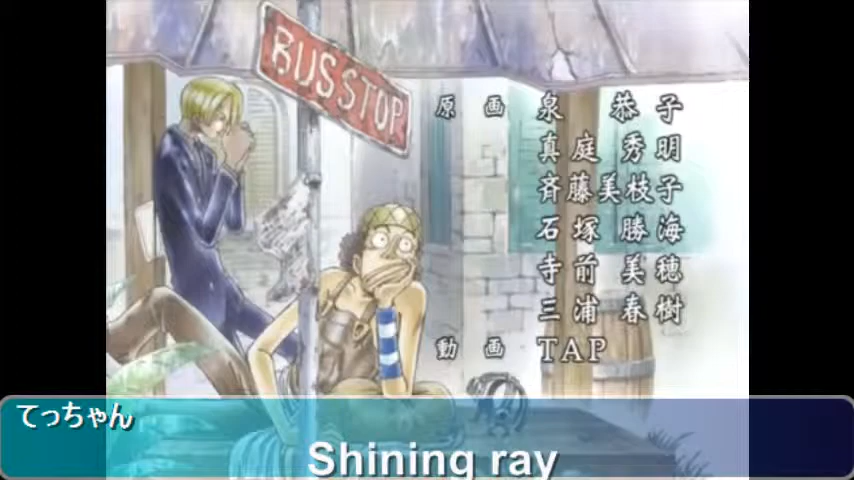 BUS STOP
原画 泉 恭子
真庭 秀明
斉藤美枝子
石塚 勝海
寺前 美穂
三浦 春樹
動画 TAP
てっちゃん
Shining ray